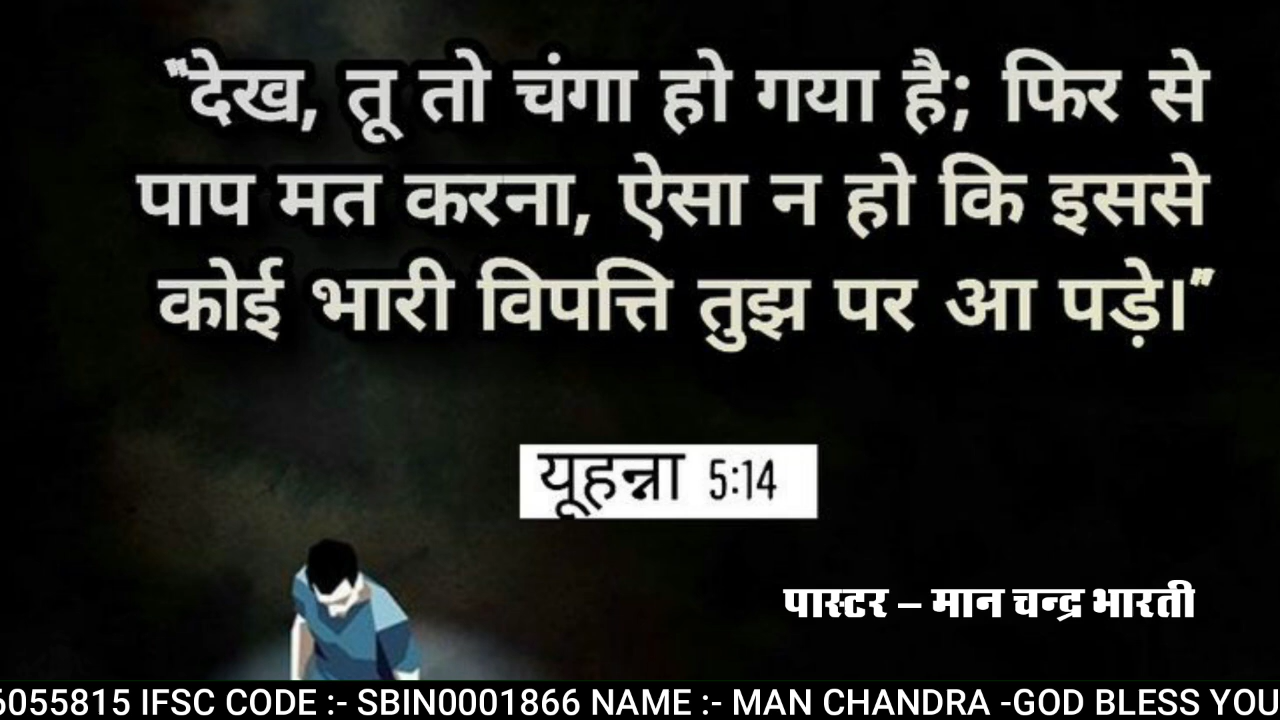 "देख, तू तो चंगा हो गया है; फिर से
पाप मत करना, ऐसा न हो कि इससे
कोई भारी विपत्ति तुझ पर आ पड़े।"
यूहन्ना 5:14
पास्टर – मान चन्द्र भारती
6055815 IFSC CODE :- SBIN0001866 NAME :- MAN CHANDRA -GOD BLESS YOU